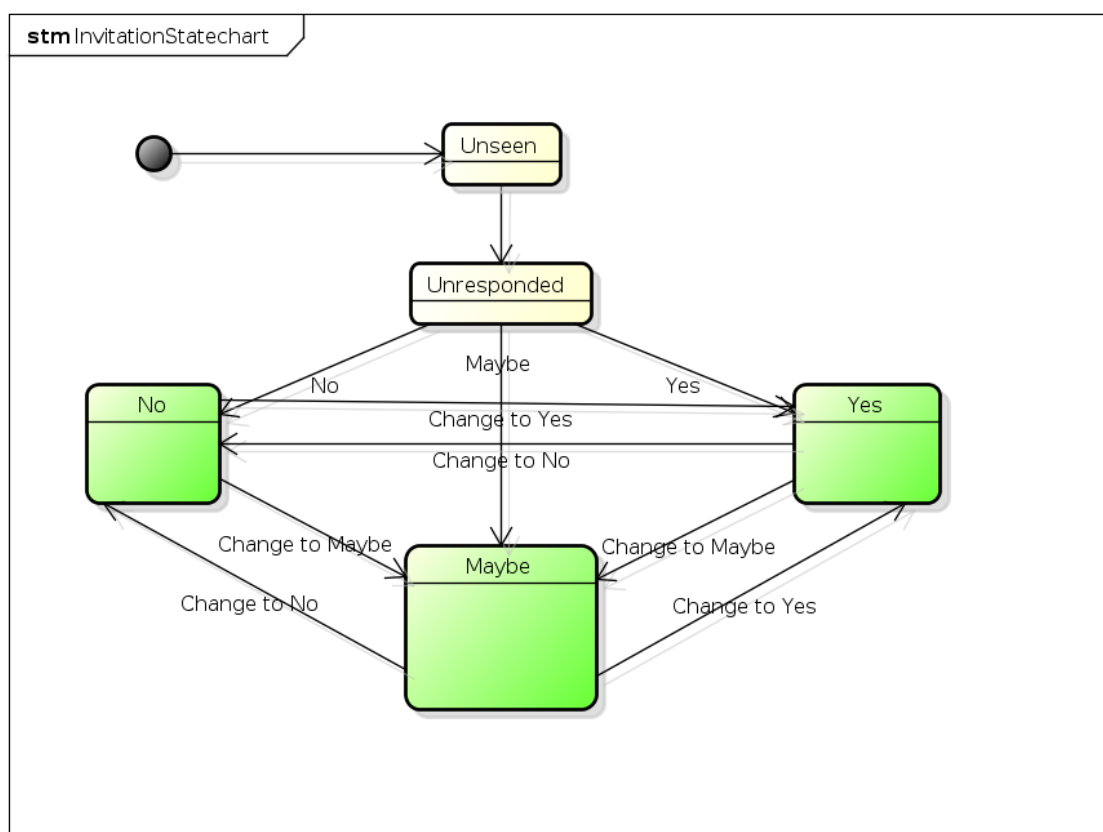 stm InvitationStatechart
Unseen
Unresponded
Maybe
No
Yes
No
Yes
Change to Yes
Change to No
Change to Maybe
Change to Maybe
Maybe
Change to No
Change to Yes